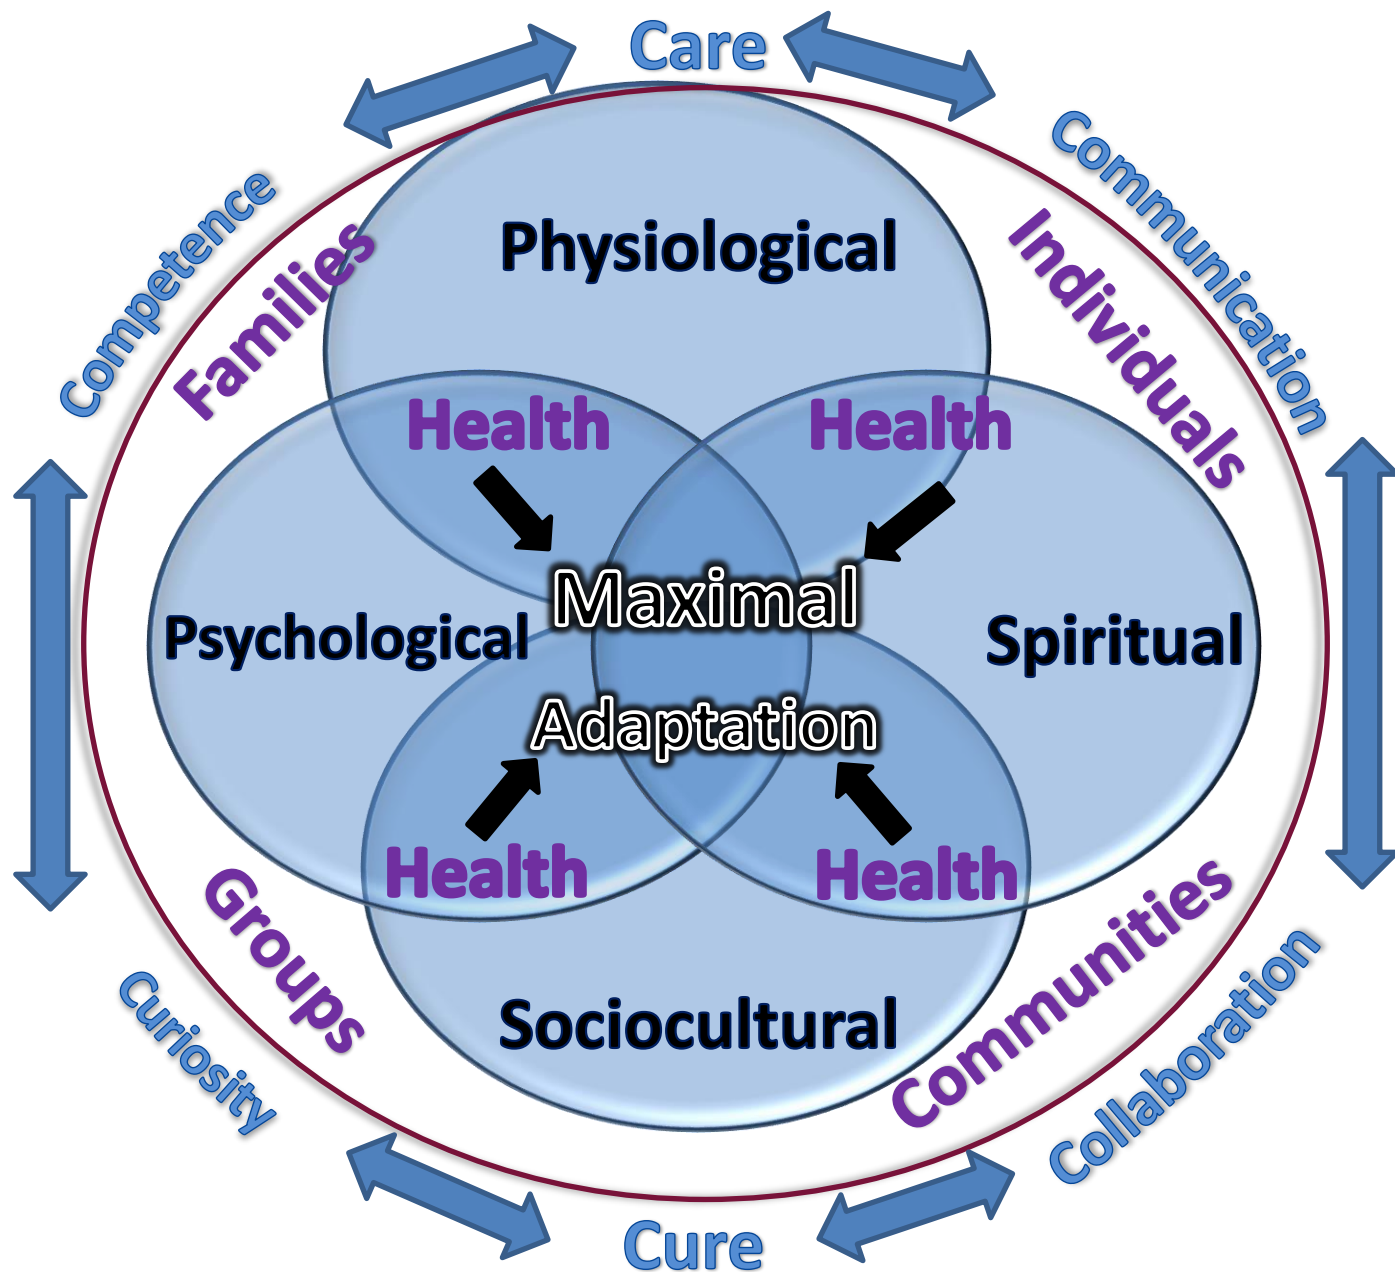 Care
Communication
Competence
Families
Individuals
Physiological
Health
Health
Maximal
Psychological
Spiritual
Adaptation
Health
Health
Groups
Communities
Sociocultural
Curiosity
Collaboration
Cure